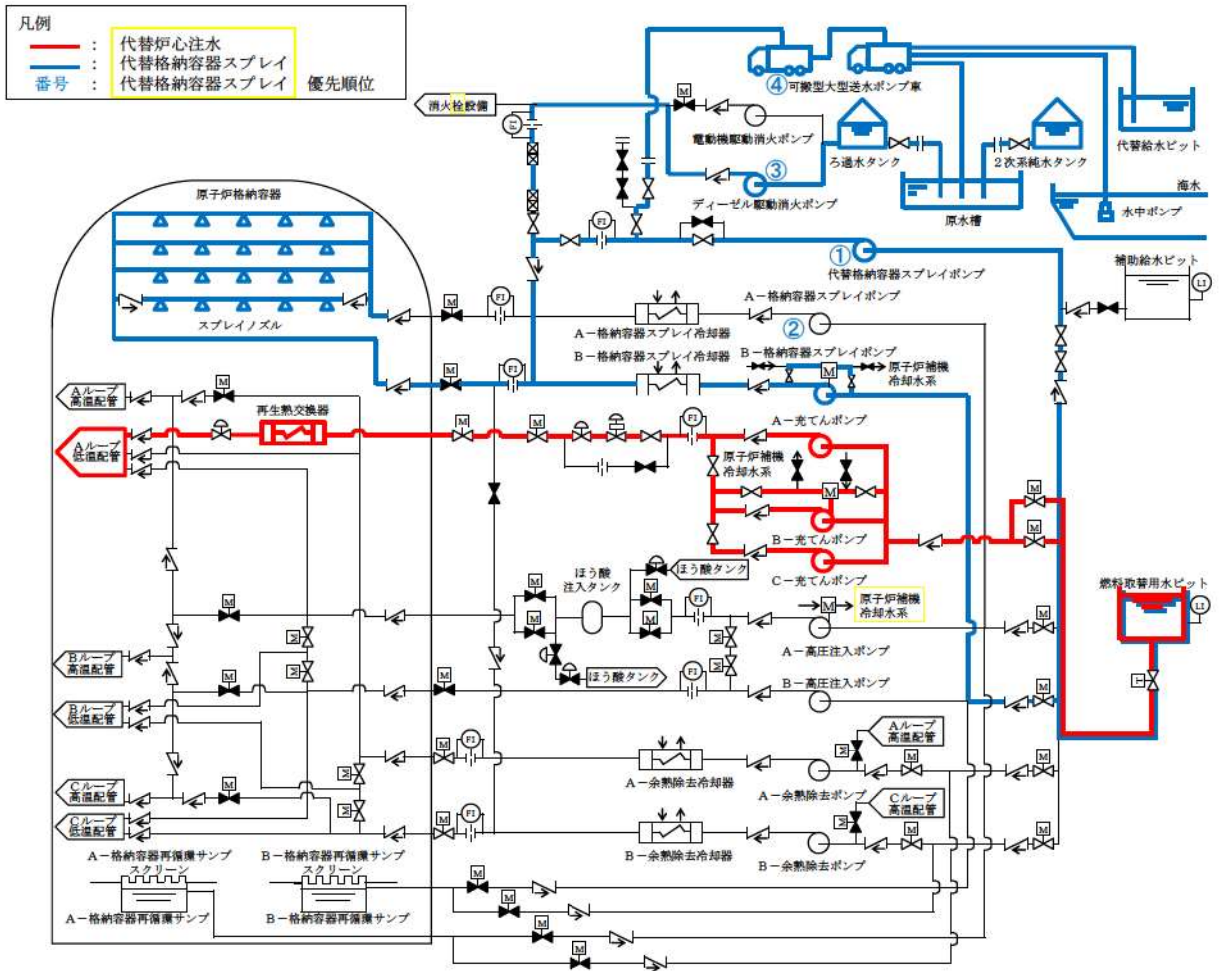 凡例
： 代替炉心注水
： 代替格納容器スプレイ
番号 ： 代替格納容器スプレイ 優先順位
消火栓設備
FI
M
電動機駆動消火ポンプ
④可搬型大型送水ポンプ車
ろ過水タンク
2次系純水タンク
代替給水ピット
③
ディーゼル駆動消火ポンプ
原水槽
海水
水中ポンプ
原子炉格納容器
スプレイノズル
FI
①
代替格納容器スプレイポンプ
補助給水ピット
LI
M
FI
A－格納容器スプレイ冷却器
A－格納容器スプレイポンプ
②
B－格納容器スプレイ冷却器
B－格納容器スプレイポンプ
M
FI
M
原子炉補機
冷却水系
Aループ
高温配管
M
再生熱交換器
Aループ
低温配管
M
M
FI
A－充てんポンプ
原子炉補機
冷却水系
M
B－充てんポンプ
C－充てんポンプ
M
M
燃料取替用水ピット
LI
T
ほう酸
注入タンク
ほう酸タンク
M
M
M
M
M
FI
M
原子炉補機
冷却水系
A－高圧注入ポンプ
M
M
M
M
M
Bループ
高温配管
ほう酸タンク
Bループ
低温配管
M
M
FI
B－高圧注入ポンプ
M
Aループ
高温配管
M
M
FI
A－余熱除去冷却器
A－余熱除去ポンプ
M
M
M
Cループ
高温配管
Cループ
低温配管
M
M
M
FI
B－余熱除去冷却器
B－余熱除去ポンプ
Cループ
高温配管
M
M
M
A－格納容器再循環サンプ
スクリーン
B－格納容器再循環サンプ
スクリーン
A－格納容器再循環サンプ
B－格納容器再循環サンプ
M
M
M
M